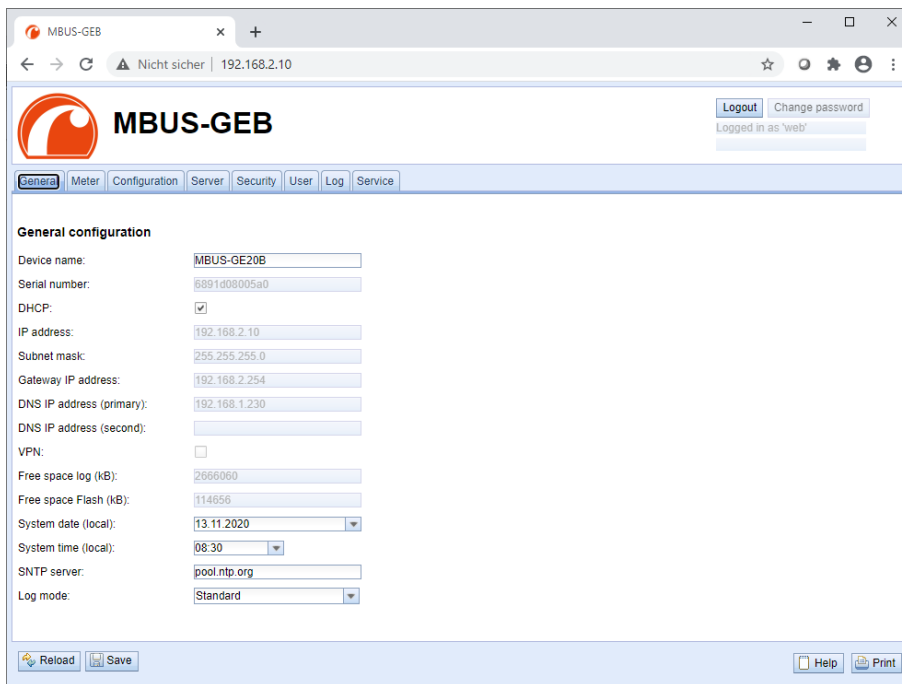 MBUS-GEB
Nicht sicher | 192.168.2.10
MBUS-GEB
Logout Change password
Logged in as 'web'
General Meter Configuration Server Security User Log Service
General configuration
Device name: MBUS-GE20B
Serial number: 6891d08005a0
DHCP:
IP address: 192.168.2.10
Subnet mask: 255.255.255.0
Gateway IP address: 192.168.2.254
DNS IP address (primary): 192.168.1.230
DNS IP address (second):
VPN:
Free space log (kB): 2666060
Free space Flash (kB): 114656
System date (local): 13.11.2020
System time (local): 08:30
SNTP server: pool.ntp.org
Log mode: Standard
Reload Save Help Print